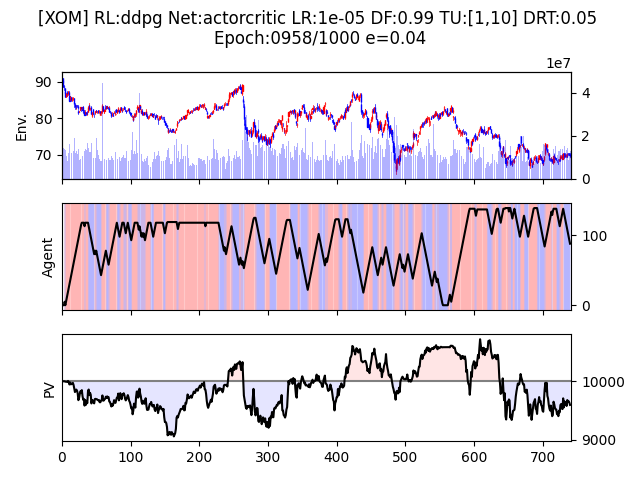 [XOM] RL:ddpg Net:actorcritic LR:1e-05 DF:0.99 TU:[1,10] DRT:0.05
Epoch:0958/1000 e=0.04
1e7
90
80
70
Env.
4
2
0
Agent
100
0
PV
10000
9000
0 100 200 300 400 500 600 700